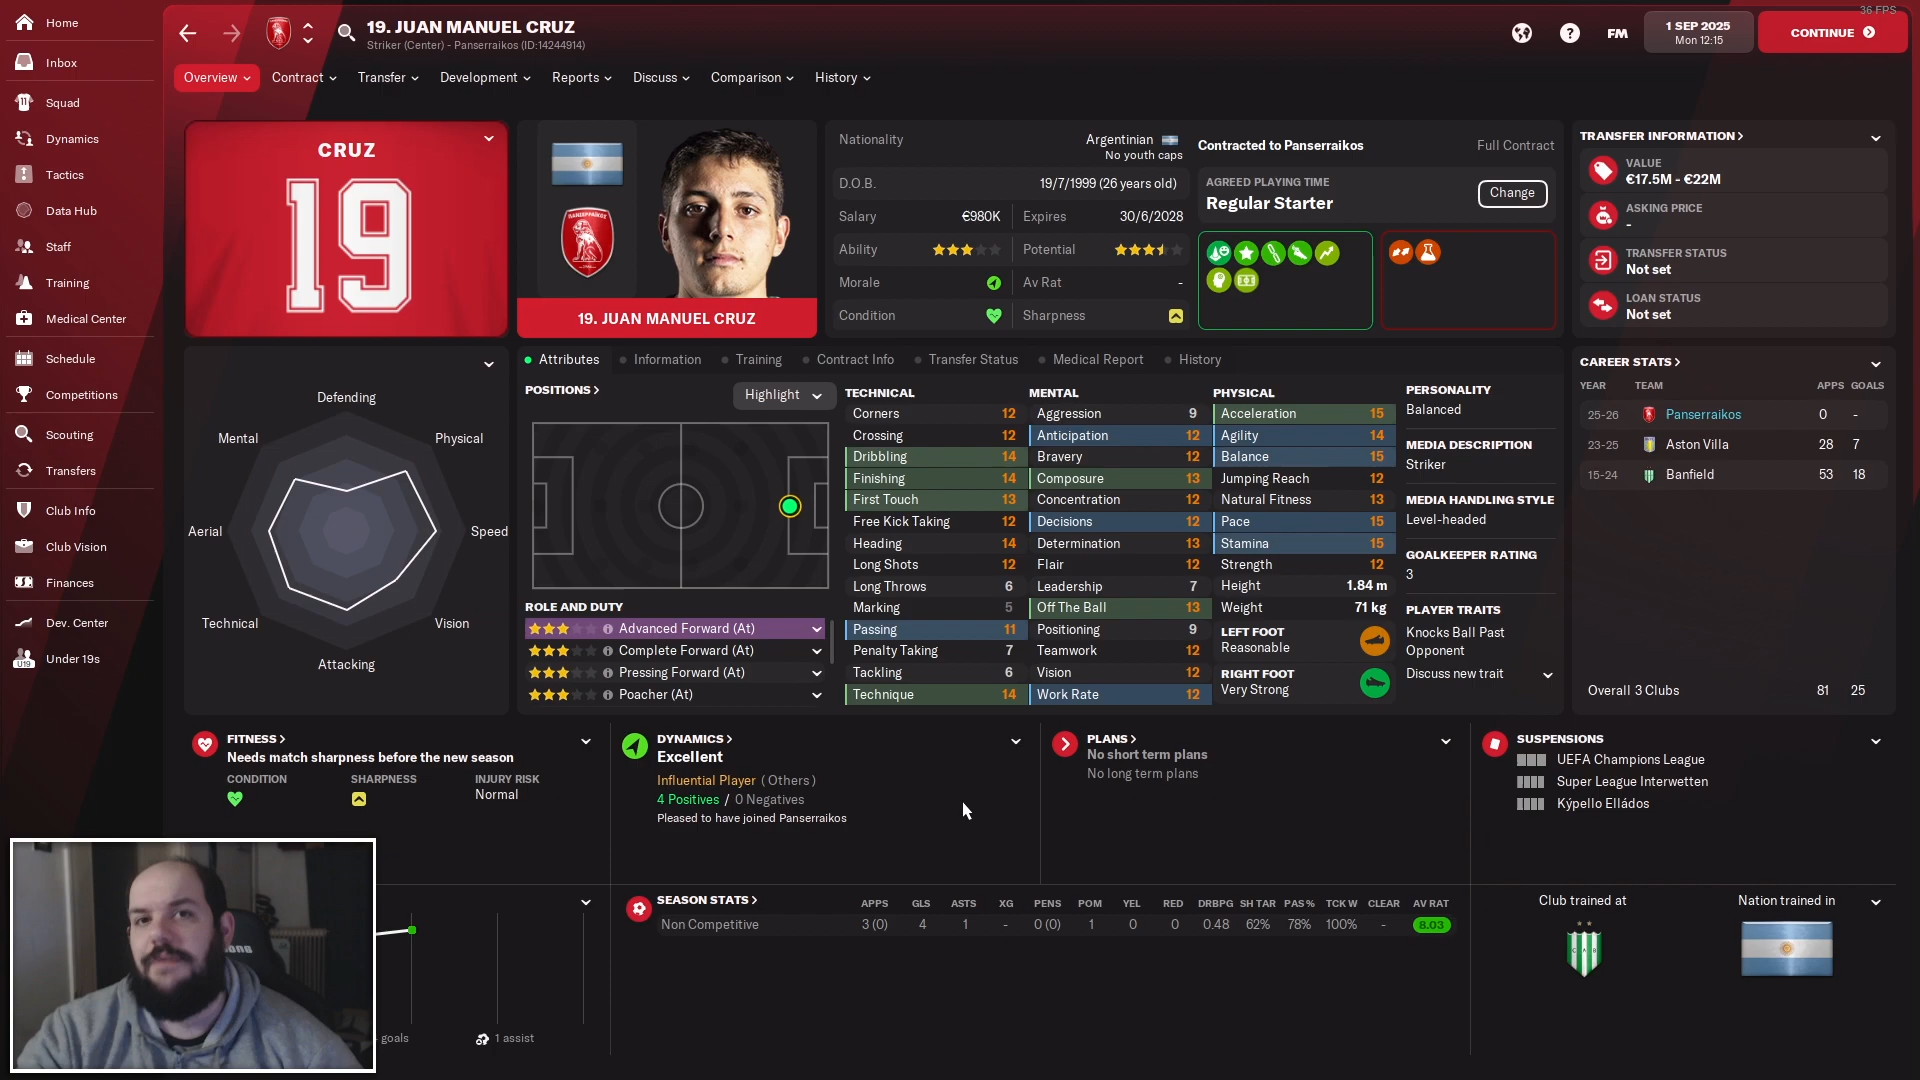 36 FPS
Home
Inbox
Squad
Dynamics
Tactics
Data Hub
Staff
Training
Medical Center
Schedule
Competitions
Scouting
Transfers
Club Info
Club Vision
Finances
Dev. Center
Under 19s
19. JUAN MANUEL CRUZ
Striker (Center) - Panserraikos (ID:14244914)
FM
1 SEP 2025
Mon 12:15
CONTINUE
Overview
Contract
Transfer
Development
Reports
Discuss
Comparison
History
CRUZ
19
19. JUAN MANUEL CRUZ
Nationality Argentinian
No youth caps
D.O.B. 19/7/1999 (26 years old)
Salary €980K Expires 30/6/2028
Ability Potential
Morale Av Rat -
Condition Sharpness
Contracted to Panserraikos Full Contract
AGREED PLAYING TIME
Regular Starter
Change
TRANSFER INFORMATION >
VALUE
€17.5M - €22M
ASKING PRICE
-
TRANSFER STATUS
Not set
LOAN STATUS
Not set
Defending
Physical
Speed
Vision
Attacking
Technical
Aerial
Mental
Attributes
Information
Training
Contract Info
Transfer Status
Medical Report
History
POSITIONS >
Highlight
ROLE AND DUTY
Advanced Forward (At)
Complete Forward (At)
Pressing Forward (At)
Poacher (At)
TECHNICAL
Corners 12
Crossing 12
Dribbling 14
Finishing 14
First Touch 13
Free Kick Taking 12
Heading 14
Long Shots 12
Long Throws 6
Marking 5
Passing 11
Penalty Taking 7
Tackling 6
Technique 14
MENTAL
Aggression 9
Anticipation 12
Bravery 12
Composure 13
Concentration 12
Decisions 12
Determination 13
Flair 12
Leadership 7
Off The Ball 13
Positioning 9
Teamwork 12
Vision 12
Work Rate 12
PHYSICAL
Acceleration 15
Agility 14
Balance 15
Jumping Reach 12
Natural Fitness 13
Pace 15
Stamina 15
Strength 12
Height 1.84 m
Weight 71 kg
LEFT FOOT
Reasonable
RIGHT FOOT
Very Strong
PERSONALITY
Balanced
MEDIA DESCRIPTION
Striker
MEDIA HANDLING STYLE
Level-headed
GOALKEEPER RATING
3
PLAYER TRAITS
Knocks Ball Past
Opponent
Discuss new trait
CAREER STATS >
YEAR TEAM APPS GOALS
25-26 Panserraikos 0 -
23-25 Aston Villa 28 7
15-24 Banfield 53 18
Overall 3 Clubs 81 25
FITNESS >
Needs match sharpness before the new season
CONDITION SHARPNESS INJURY RISK
Normal
DYNAMICS >
Excellent
Influential Player (Others)
4 Positives / 0 Negatives
Pleased to have joined Panserraikos
PLANS >
No short term plans
No long term plans
SUSPENSIONS
UEFA Champions League
Super League Interwetten
Kýpello Elládos
goals
1 assist
SEASON STATS > APPS GLS ASTS XG PENS POM YEL RED DRBPG SH TAR PAS % TCK W CLEAR AV RAT
Non Competitive 3 (0) 4 1 - 0 (0) 1 0 0 0.48 62% 78% 100% - 8.03
Club trained at
Nation trained in